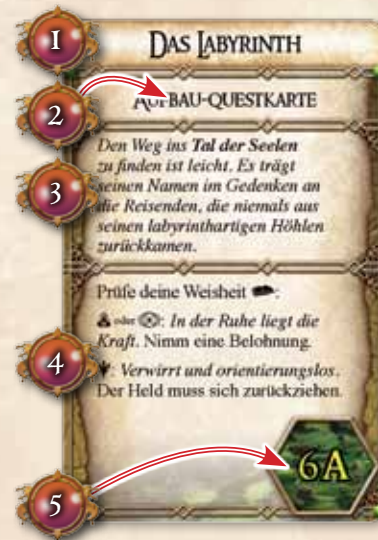 1
DAS LABYRINTH
2
AUFBAU-QUESTKARTE
3
Den Weg ins Tal der Seelen
zu finden ist leicht. Es trägt
seinen Namen im Gedenken an
die Reisenden, die niemals aus
seinen labyrinthartigen Höhlen
zurückkamen.
Prüfe deine Weisheit :
oder : In der Ruhe liegt die
Kraft. Nimm eine Belohnung.
4
: Verwirrt und orientierungslos.
Der Held muss sich zurückziehen.
5
6A